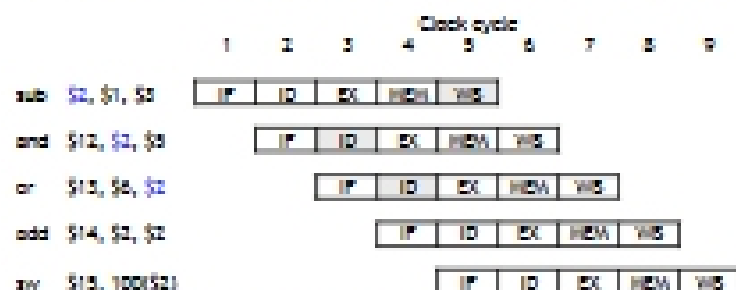 Clock cycle
1 2 3 4 5 6 7 8 9
sub $2, $1, $3 IF ID EX MEM WB
and $12, $2, $5 IF ID EX MEM WB
or $13, $6, $2 IF ID EX MEM WB
add $14, $2, $2 IF ID EX MEM WB
sw $15, 100($2) IF ID EX MEM WB